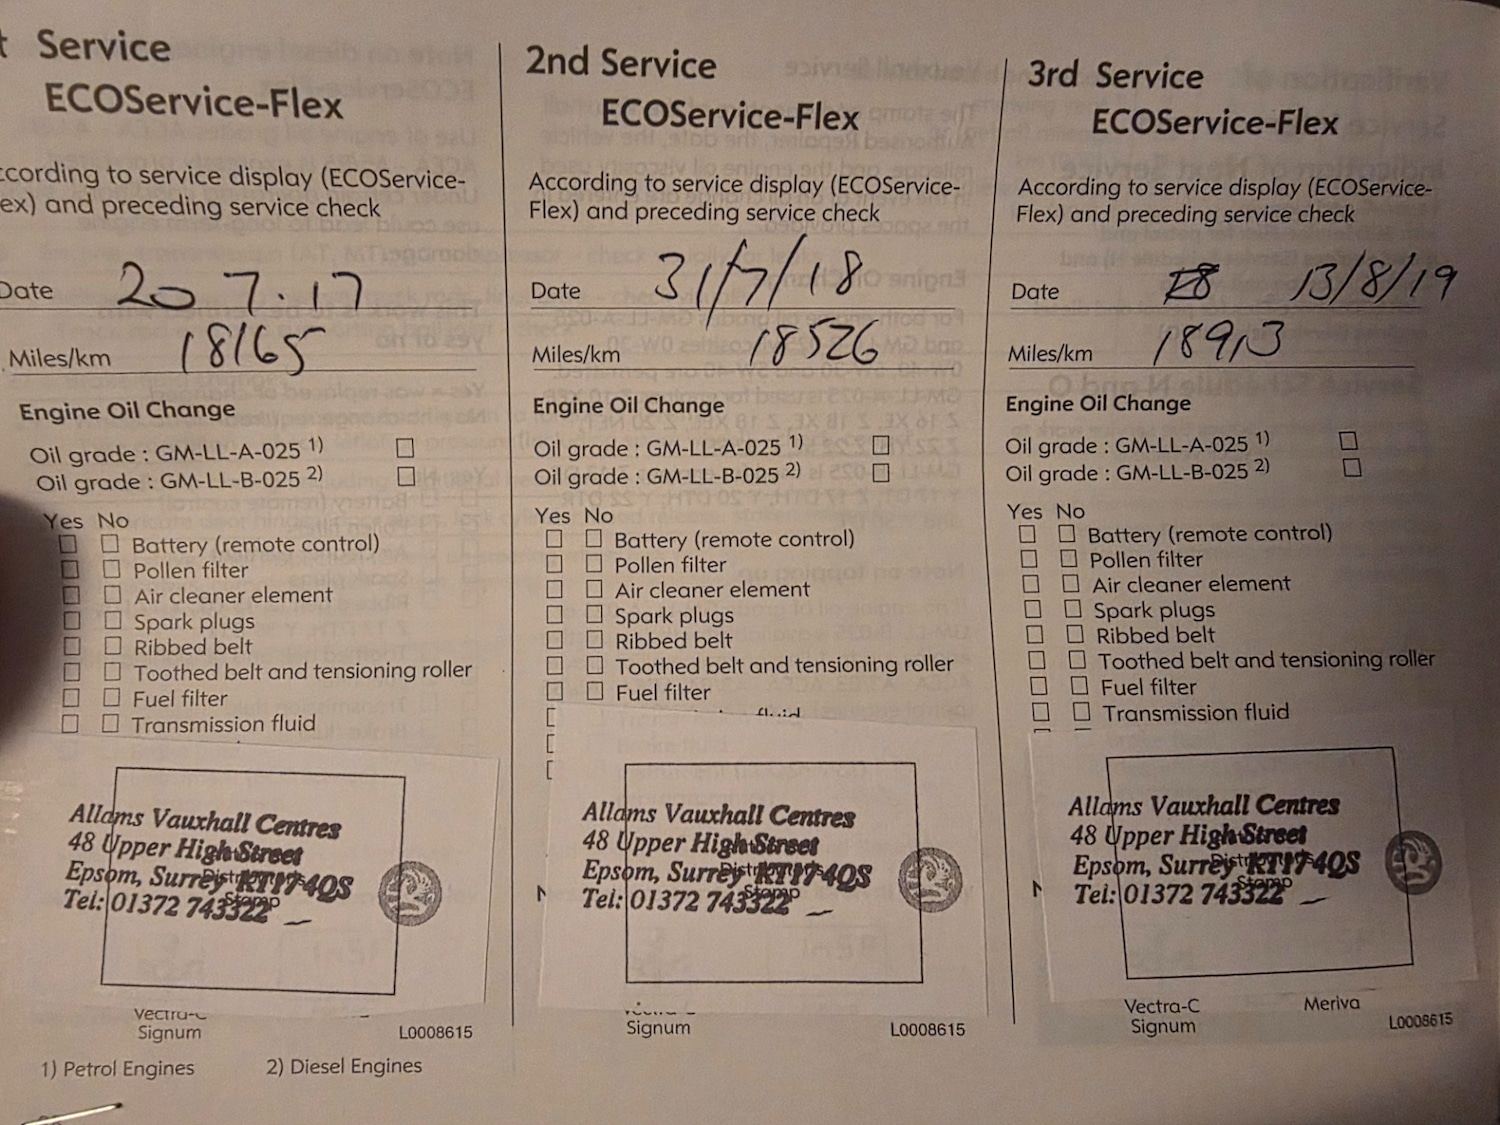 Service
ECOService-Flex
cording to service display (ECOService-
ex) and preceding service check
Date 20 7.17
Miles/km 18165
Engine Oil Change
Oil grade : GM-LL-A-025 1)
Oil grade : GM-LL-B-025 2)
Yes No
Battery (remote control)
Pollen filter
Air cleaner element
Spark plugs
Ribbed belt
Toothed belt and tensioning roller
Fuel filter
Transmission fluid
Allams Vauxhall Centres
48 Upper High Street
Epsom, Surrey KT17 4QS
Tel: 01372 743322
Stamp
Vectra-C
Signum
L0008615
1) Petrol Engines
2) Diesel Engines
2nd Service
ECOService-Flex
According to service display (ECOService-
Flex) and preceding service check
Date 31/7/18
Miles/km 18526
Engine Oil Change
Oil grade : GM-LL-A-025 1)
Oil grade : GM-LL-B-025 2)
Yes No
Battery (remote control)
Pollen filter
Air cleaner element
Spark plugs
Ribbed belt
Toothed belt and tensioning roller
Fuel filter
Allams Vauxhall Centres
48 Upper High Street
Epsom, Surrey KT17 4QS
Tel: 01372 743322
Stamp
Signum
L0008615
3rd Service
ECOService-Flex
According to service display (ECOService-
Flex) and preceding service check
Date 13/8/19
Miles/km 18913
Engine Oil Change
Oil grade : GM-LL-A-025 1)
Oil grade : GM-LL-B-025 2)
Yes No
Battery (remote control)
Pollen filter
Air cleaner element
Spark plugs
Ribbed belt
Toothed belt and tensioning roller
Fuel filter
Transmission fluid
Allams Vauxhall Centres
48 Upper High Street
Epsom, Surrey KT17 4QS
Tel: 01372 743322
Stamp
Vectra-C
Signum
Meriva
L0008615